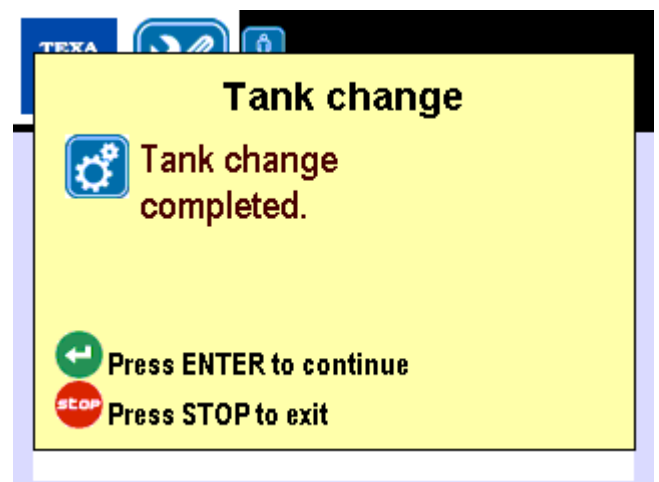 TEXA
Tank change
Tank change
completed.
Press ENTER to continue
stop
Press STOP to exit